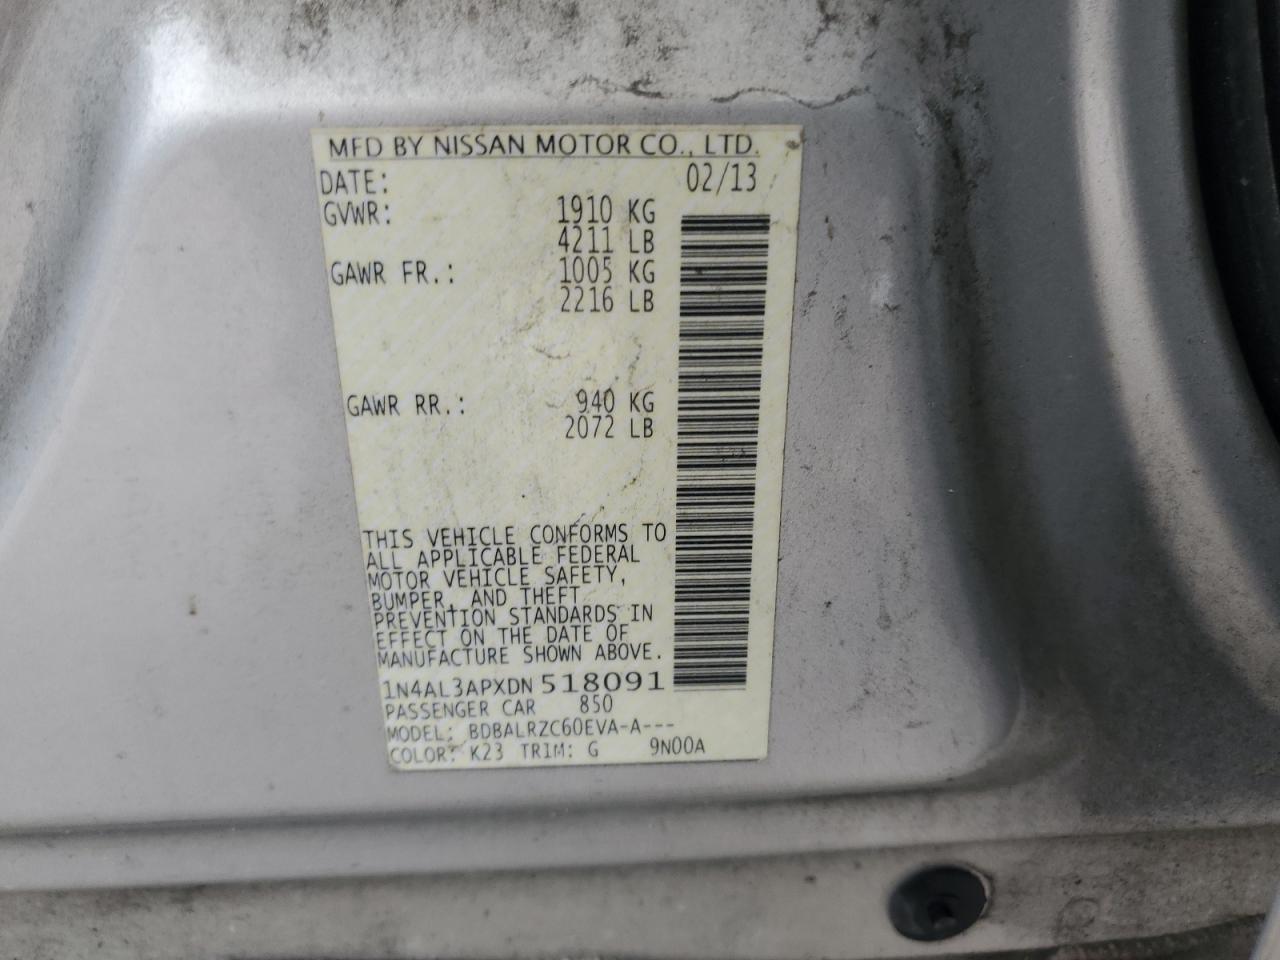 MFD BY NISSAN MOTOR CO., LTD.
DATE: 02/13
GVWR: 1910 KG
4211 LB
GAWR FR.: 1005 KG
2216 LB
GAWR RR.: 940 KG
2072 LB
THIS VEHICLE CONFORMS TO
ALL APPLICABLE FEDERAL
MOTOR VEHICLE SAFETY,
BUMPER, AND THEFT
PREVENTION STANDARDS IN
EFFECT ON THE DATE OF
MANUFACTURE SHOWN ABOVE.
1N4AL3APXDN518091
PASSENGER CAR 850
MODEL: BDBALRZC60EVA-A---
COLOR: K23 TRIM: G 9N00A